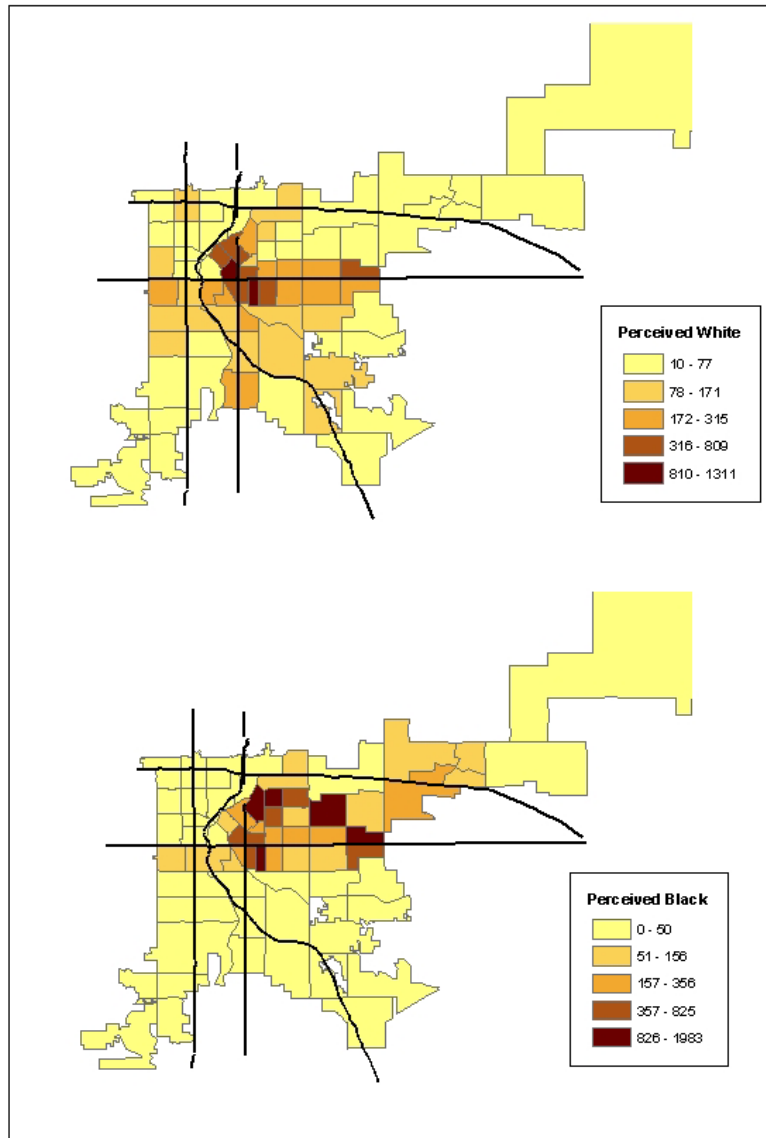 Perceived White
10 - 77
78 - 171
172 - 315
316 - 809
810 - 1311
Perceived Black
0 - 50
51 - 156
157 - 356
357 - 825
826 - 1983